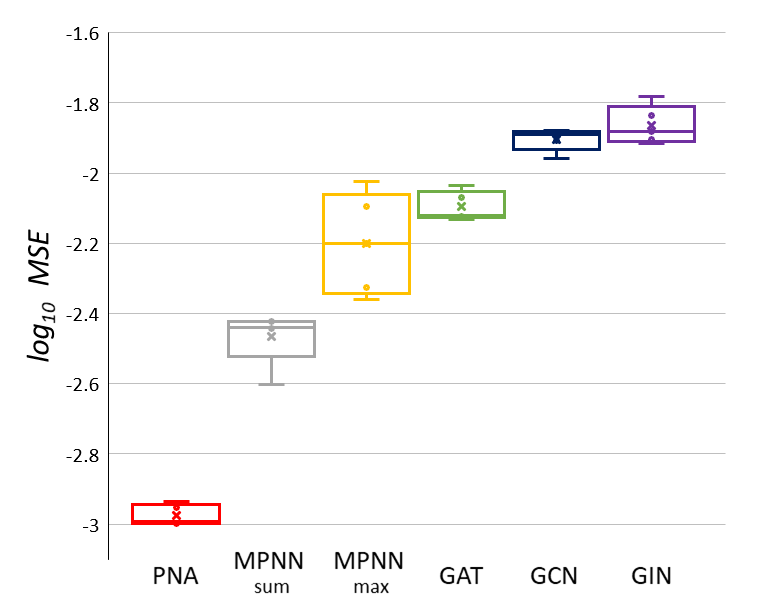 -1.6
-1.8
-2
-2.2
-2.4
-2.6
-2.8
-3
log10 MSE
PNA
MPNN
sum
MPNN
max
GAT
GCN
GIN